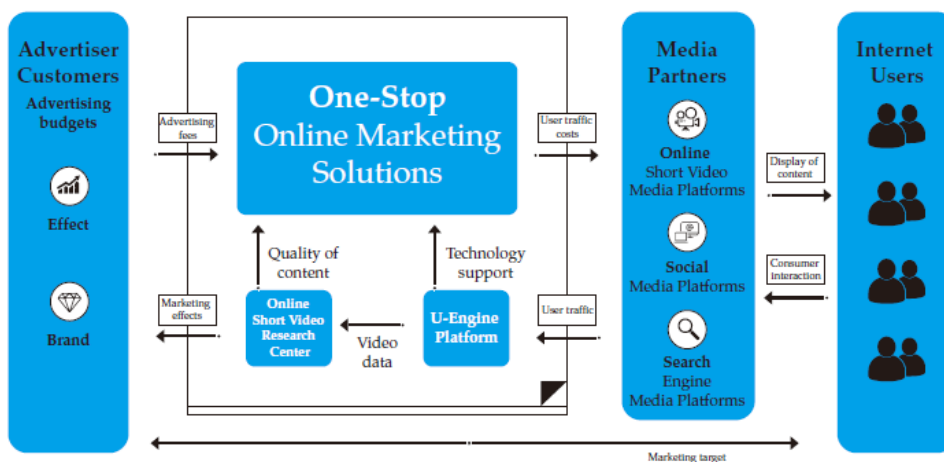 Advertiser
Customers
Advertising
budgets
Effect
Brand
Advertising
fees
Marketing
effects
One-Stop
Online Marketing
Solutions
Quality of
content
Technology
support
Online
Short Video
Research
Center
Video
data
U-Engine
Platform
User traffic
costs
User traffic
Media
Partners
Online
Short Video
Media Platforms
Social
Media Platforms
Search
Engine
Media Platforms
Display of
content
Consumer
interaction
Internet
Users
Marketing target